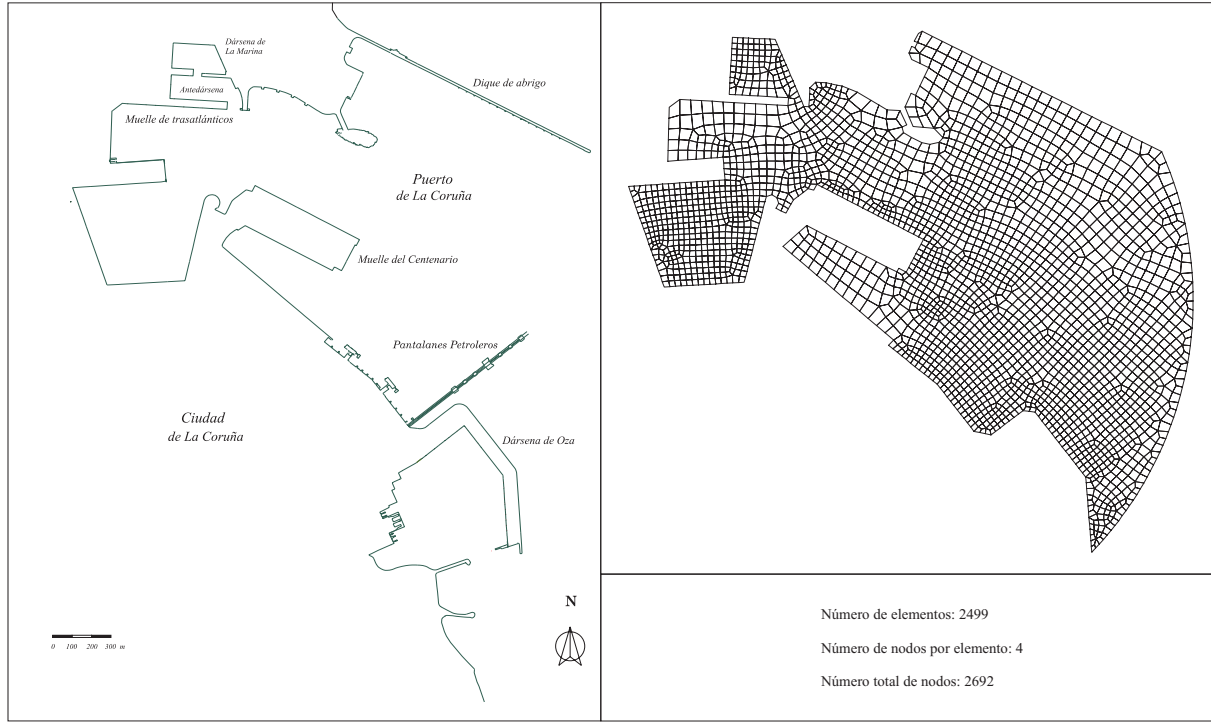 Dársena de
La Marina
Antedársena
Muelle de trasatlánticos
Dique de abrigo
Puerto
de La Coruña
Muelle del Centenario
Pantalanes Petroleros
Ciudad
de La Coruña
Dársena de Oza
N
0 100 200 300 m
Número de elementos: 2499
Número de nodos por elemento: 4
Número total de nodos: 2692